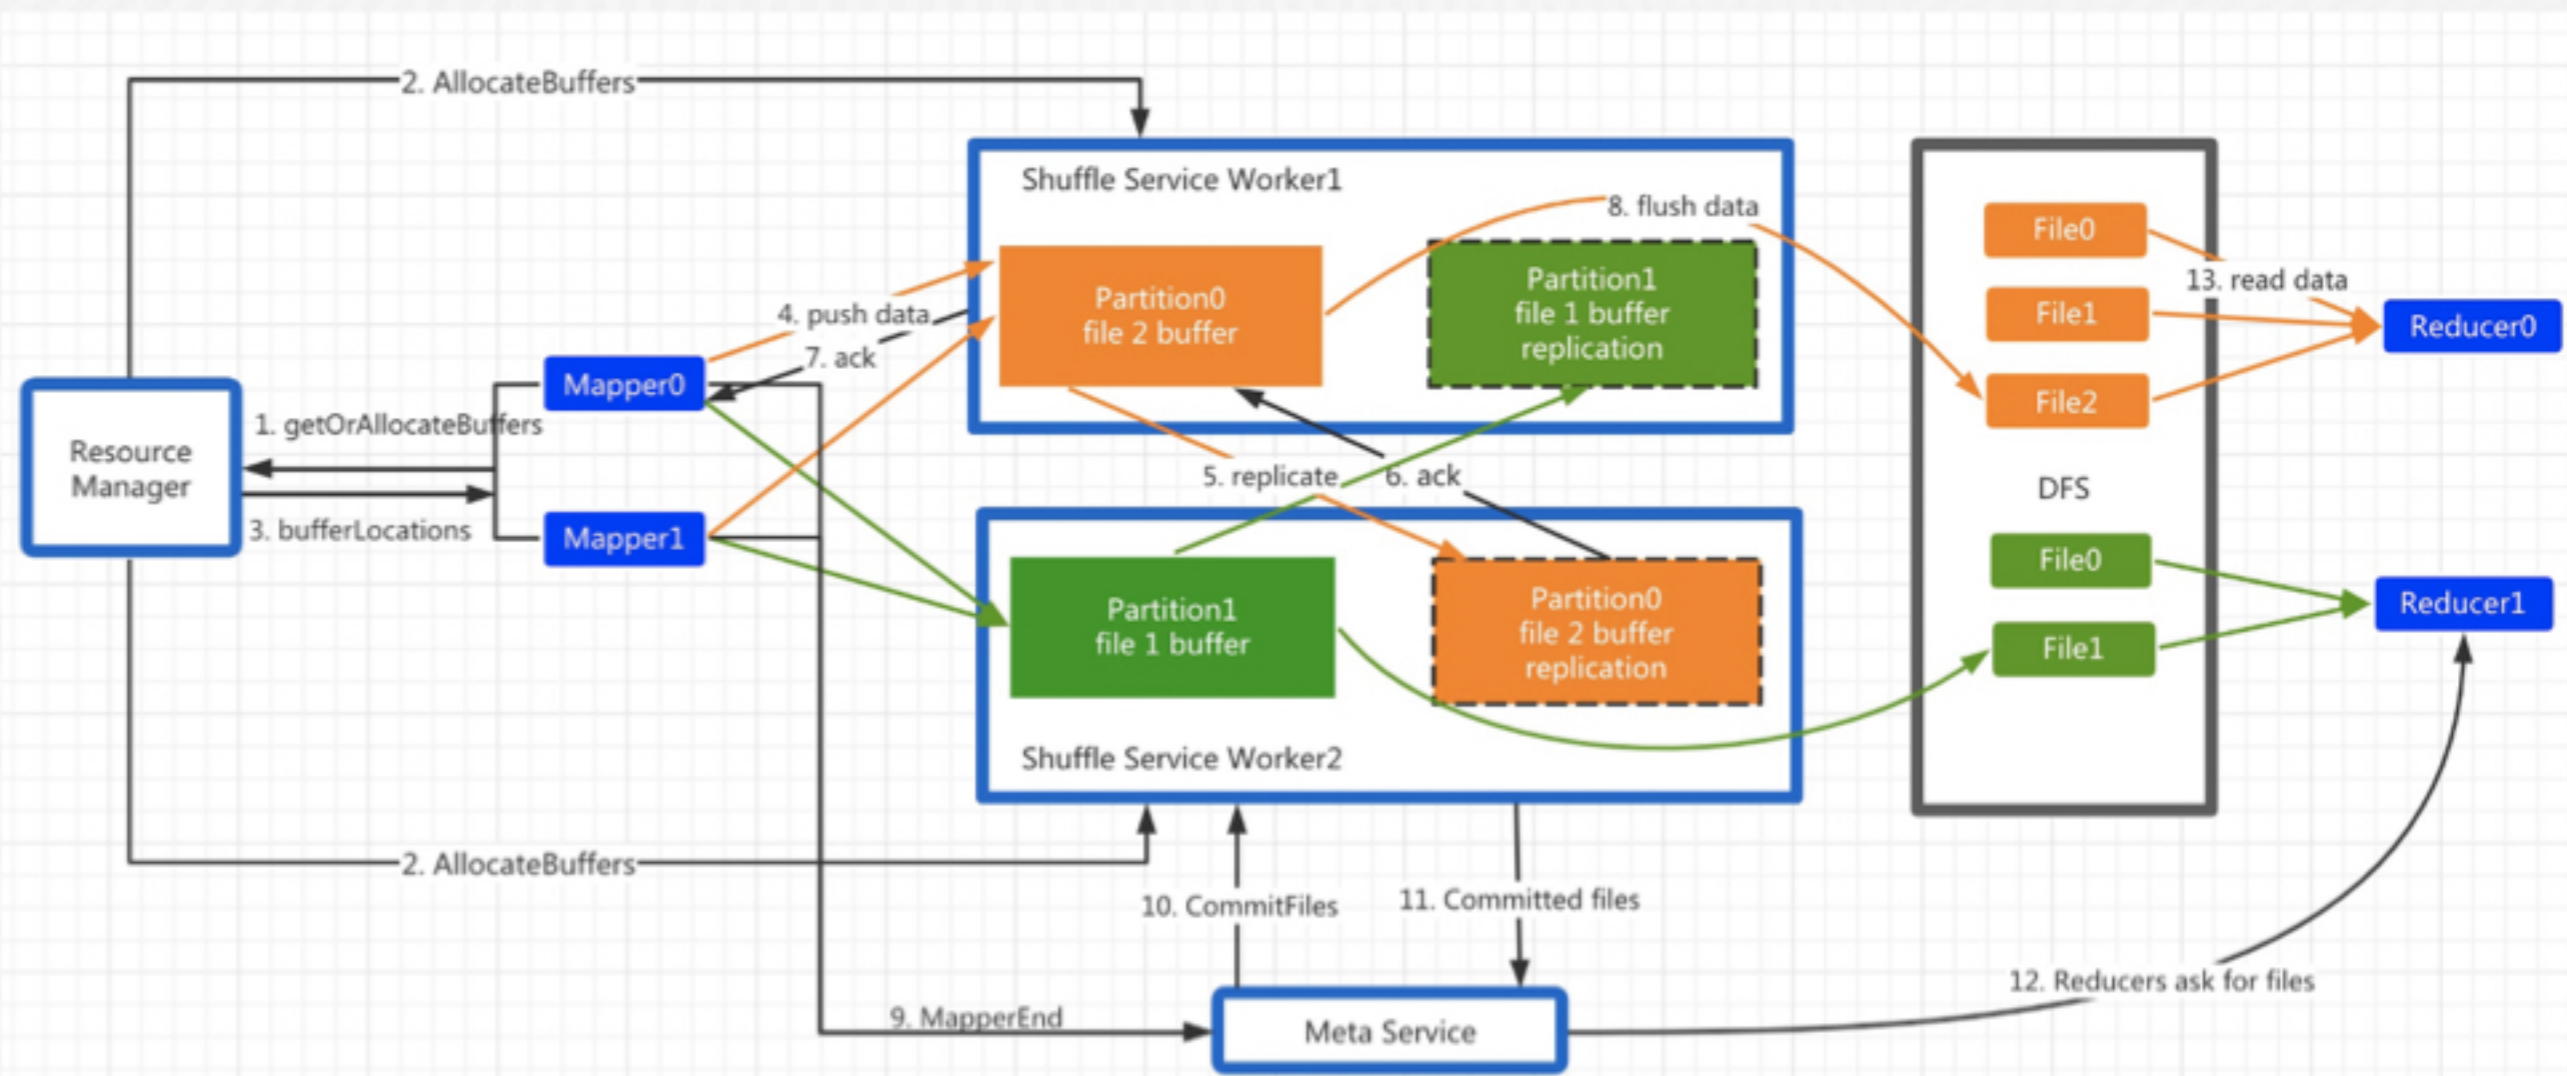 2. AllocateBuffers
Shuffle Service Worker1
8. flush data
File0
Partition1
file 1 buffer
replication
13. read data
Partition0
file 2 buffer
4. push data
File1
Reducer0
7. ack
Mapper0
File2
1. getOrAllocateBuffers
Resource
Manager
5. replicate
6. ack
DFS
3. bufferLocations
Mapper1
File0
Partition1
file 1 buffer
Partition0
file 2 buffer
replication
Reducer1
File1
Shuffle Service Worker2
2. AllocateBuffers
10. CommitFiles
11. Committed files
12. Reducers ask for files
9. MapperEnd
Meta Service